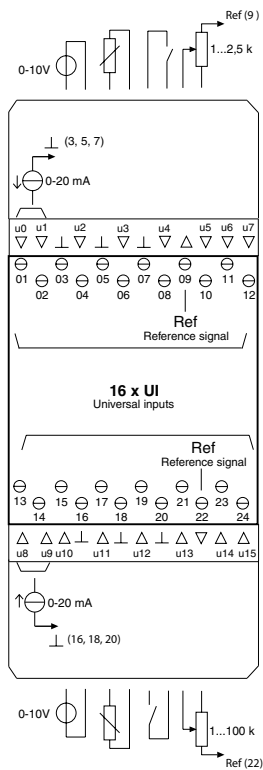 Ref (9 )
0-10V
1...2,5 k
⊥ (3, 5, 7)
0-20 mA
u0 u1 u2 u3 u4 u5 u6 u7
01 03 05 07 09 11
02 04 06 08 10 12
Ref
Reference signal
16 x UI
Universal inputs
Ref
Reference signal
13 15 17 19 21 23
14 16 18 20 22 24
u8 u9 u10 u11 u12 u13 u14 u15
0-20 mA
⊥ (16, 18, 20)
0-10V
1...100 k
Ref (22)